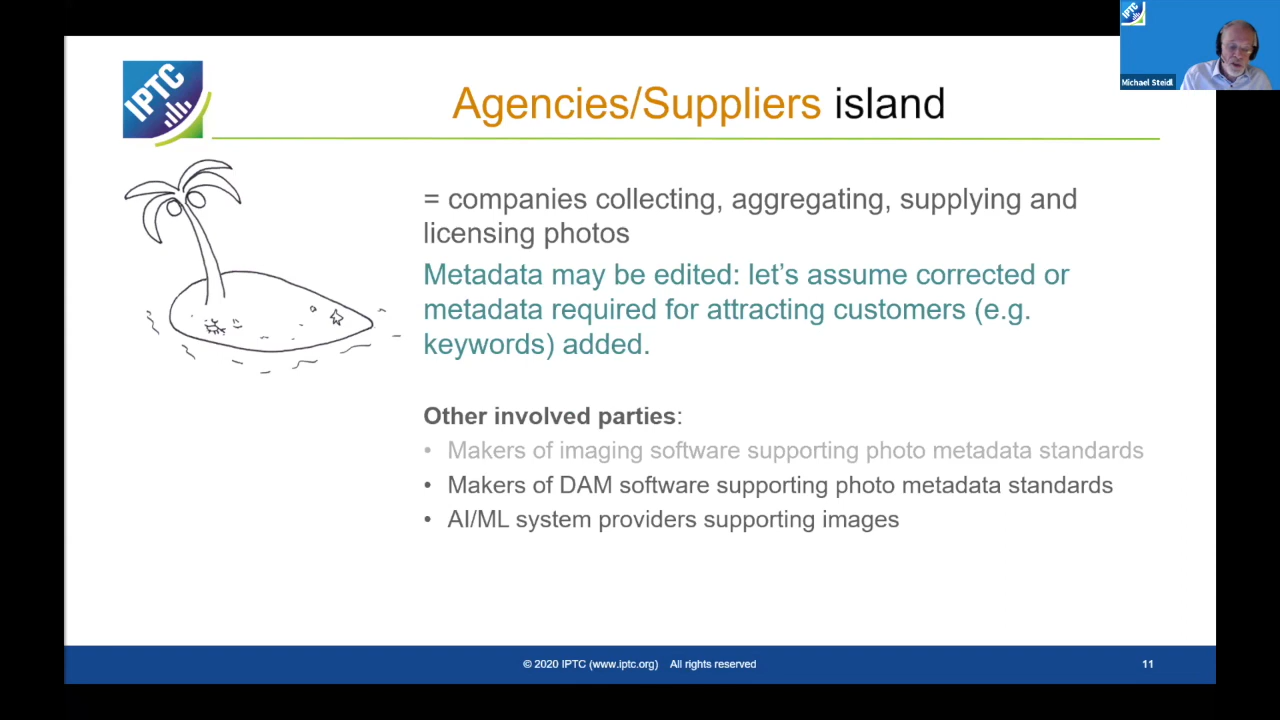 IPTC
Michael Steidl
IPTC
Agencies/Suppliers island
= companies collecting, aggregating, supplying and
licensing photos
Metadata may be edited: let’s assume corrected or
metadata required for attracting customers (e.g.
keywords) added.
Other involved parties:
• Makers of imaging software supporting photo metadata standards
• Makers of DAM software supporting photo metadata standards
• AI/ML system providers supporting images
© 2020 IPTC (www.iptc.org) All rights reserved
11